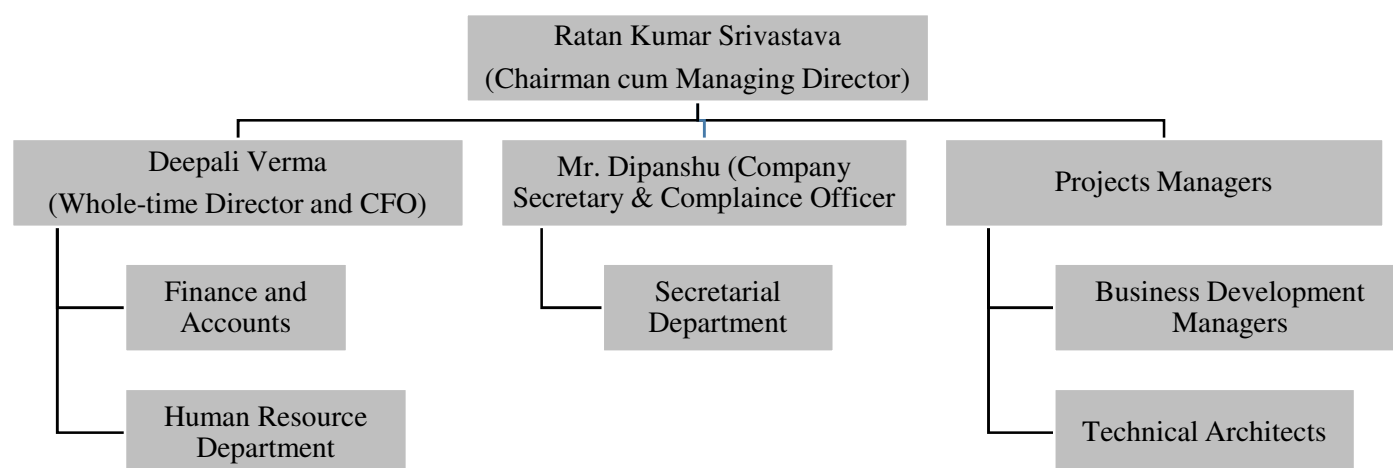 Ratan Kumar Srivastava
(Chairman cum Managing Director)
Deepali Verma
(Whole-time Director and CFO)
Mr. Dipanshu (Company
Secretary & Complaince Officer
Projects Managers
Finance and
Accounts
Secretarial
Department
Business Development
Managers
Human Resource
Department
Technical Architects